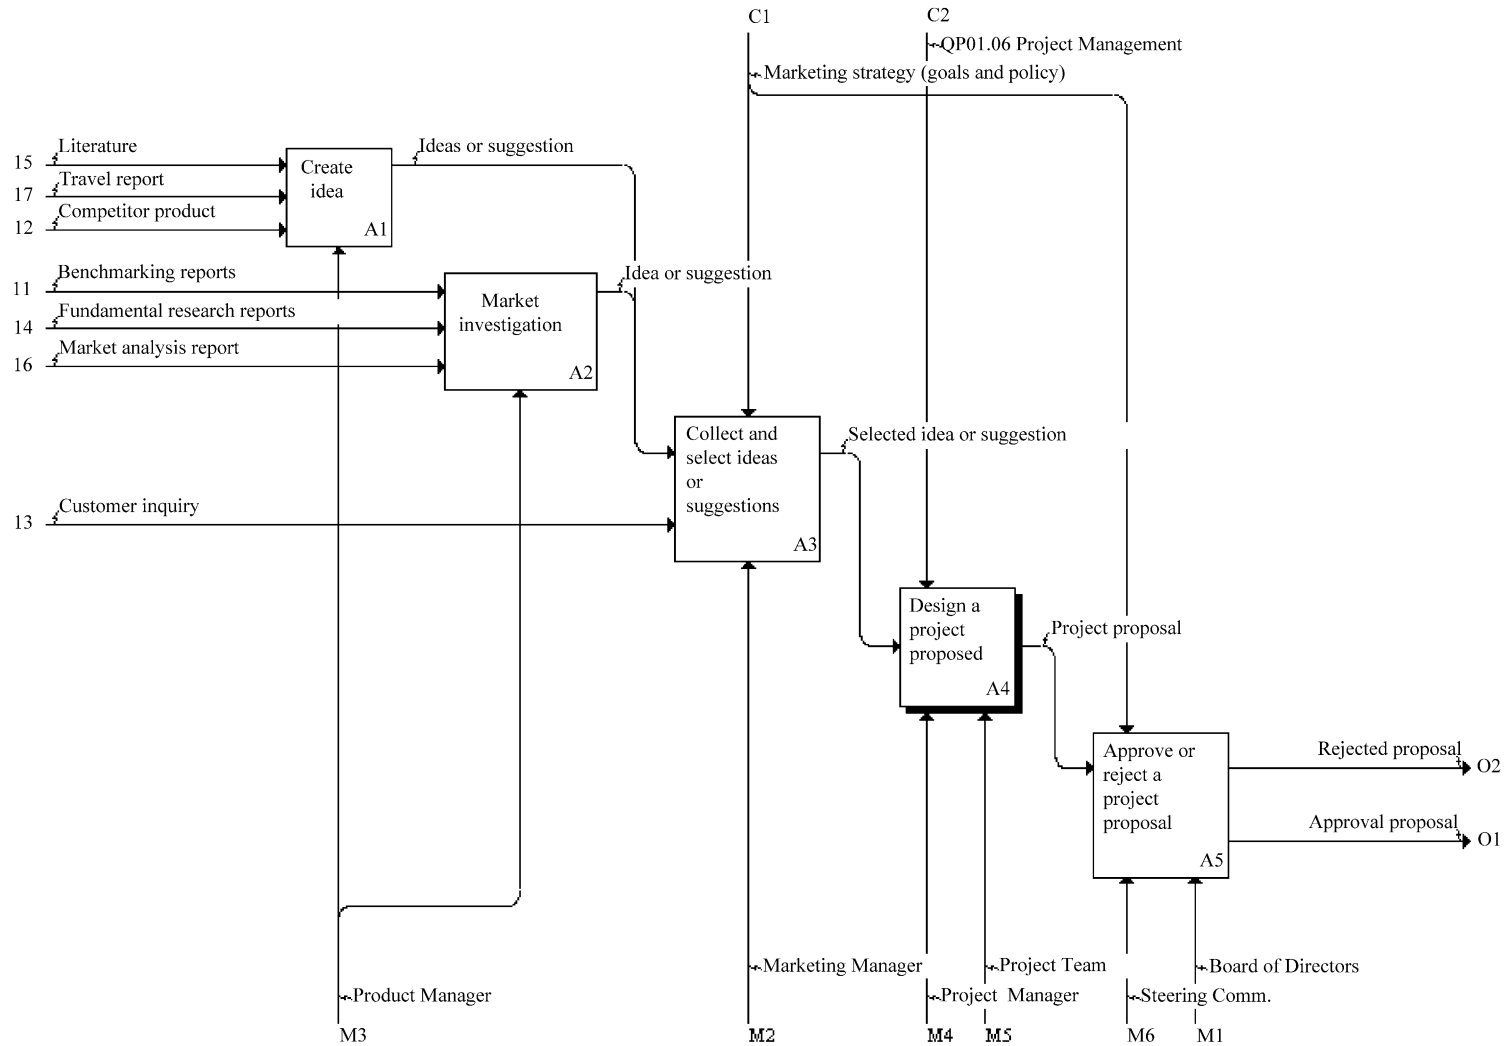 C1
C2
QP01.06 Project Management
Marketing strategy (goals and policy)
15
Literature
17
Travel report
12
Competitor product
Create
idea
A1
Ideas or suggestion
11
Benchmarking reports
14
Fundamental research reports
16
Market analysis report
Market
investigation
A2
Idea or suggestion
13
Customer inquiry
Collect and
select ideas
or
suggestions
A3
Selected idea or suggestion
Design a
project
proposed
A4
Project proposal
Approve or
reject a
project
proposal
A5
Rejected proposal
O2
Approval proposal
O1
Marketing Manager
Project Team
Board of Directors
Product Manager
Project Manager
Steering Comm.
M3
M2
M4
M5
M6
M1